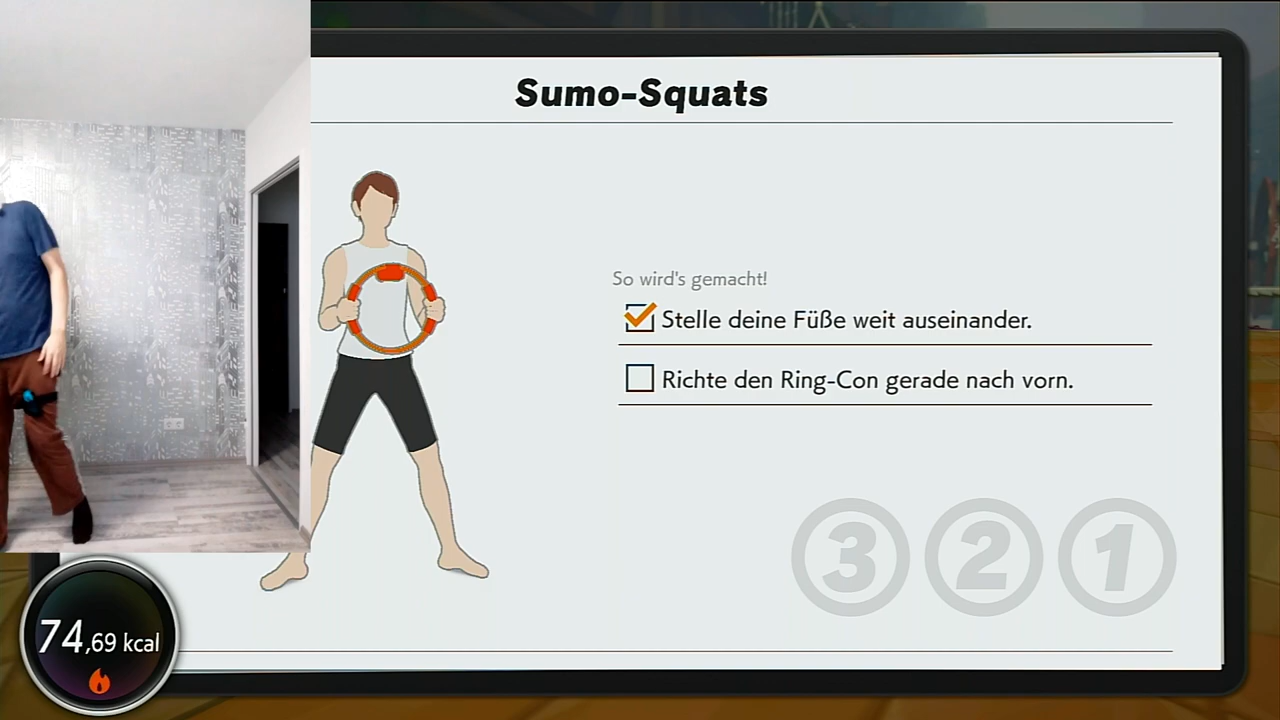 Sumo-Squats
So wird's gemacht!
Stelle deine Füße weit auseinander.
Richte den Ring-Con gerade nach vorn.
3 2 1
74,69 kcal